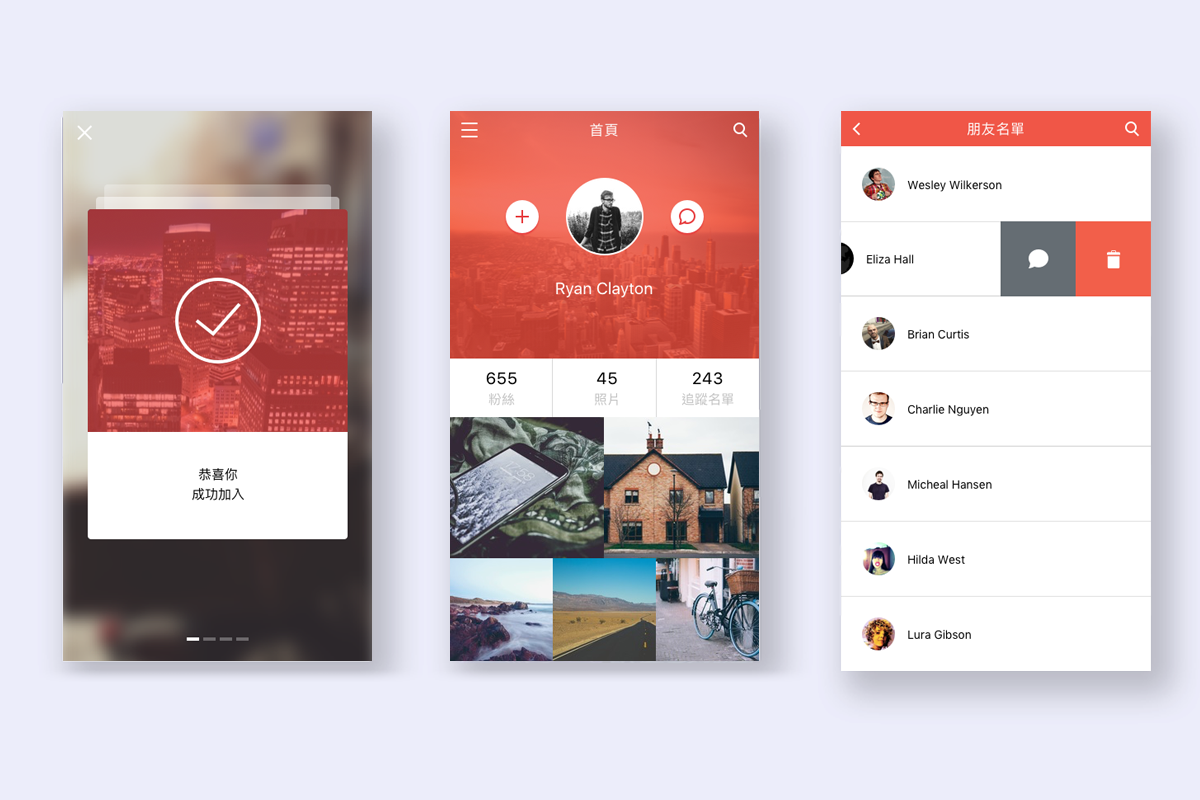 恭喜你
成功加入
首頁
Ryan Clayton
655
粉絲
45
照片
243
追蹤名單
朋友名單
Wesley Wilkerson
Eliza Hall
Brian Curtis
Charlie Nguyen
Micheal Hansen
Hilda West
Lura Gibson